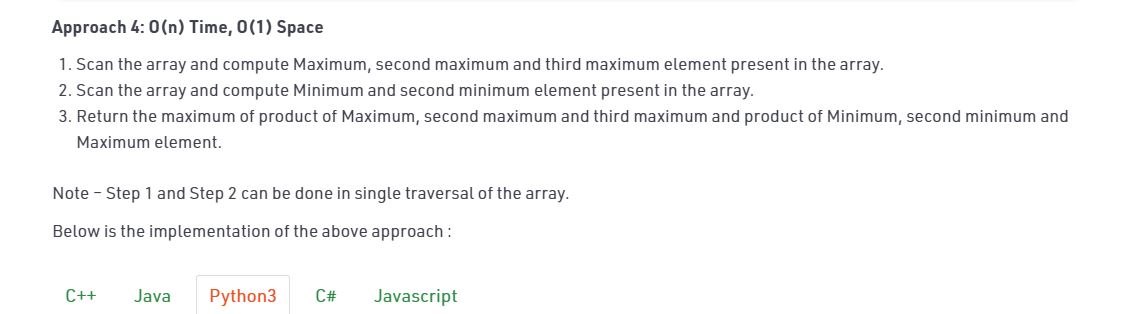 Approach 4: O(n) Time, O(1) Space
1. Scan the array and compute Maximum, second maximum and third maximum element present in the array.
2. Scan the array and compute Minimum and second minimum element present in the array.
3. Return the maximum of product of Maximum, second maximum and third maximum and product of Minimum, second minimum and
Maximum element.
Note – Step 1 and Step 2 can be done in single traversal of the array.
Below is the implementation of the above approach :
C++ Java Python3 C# Javascript